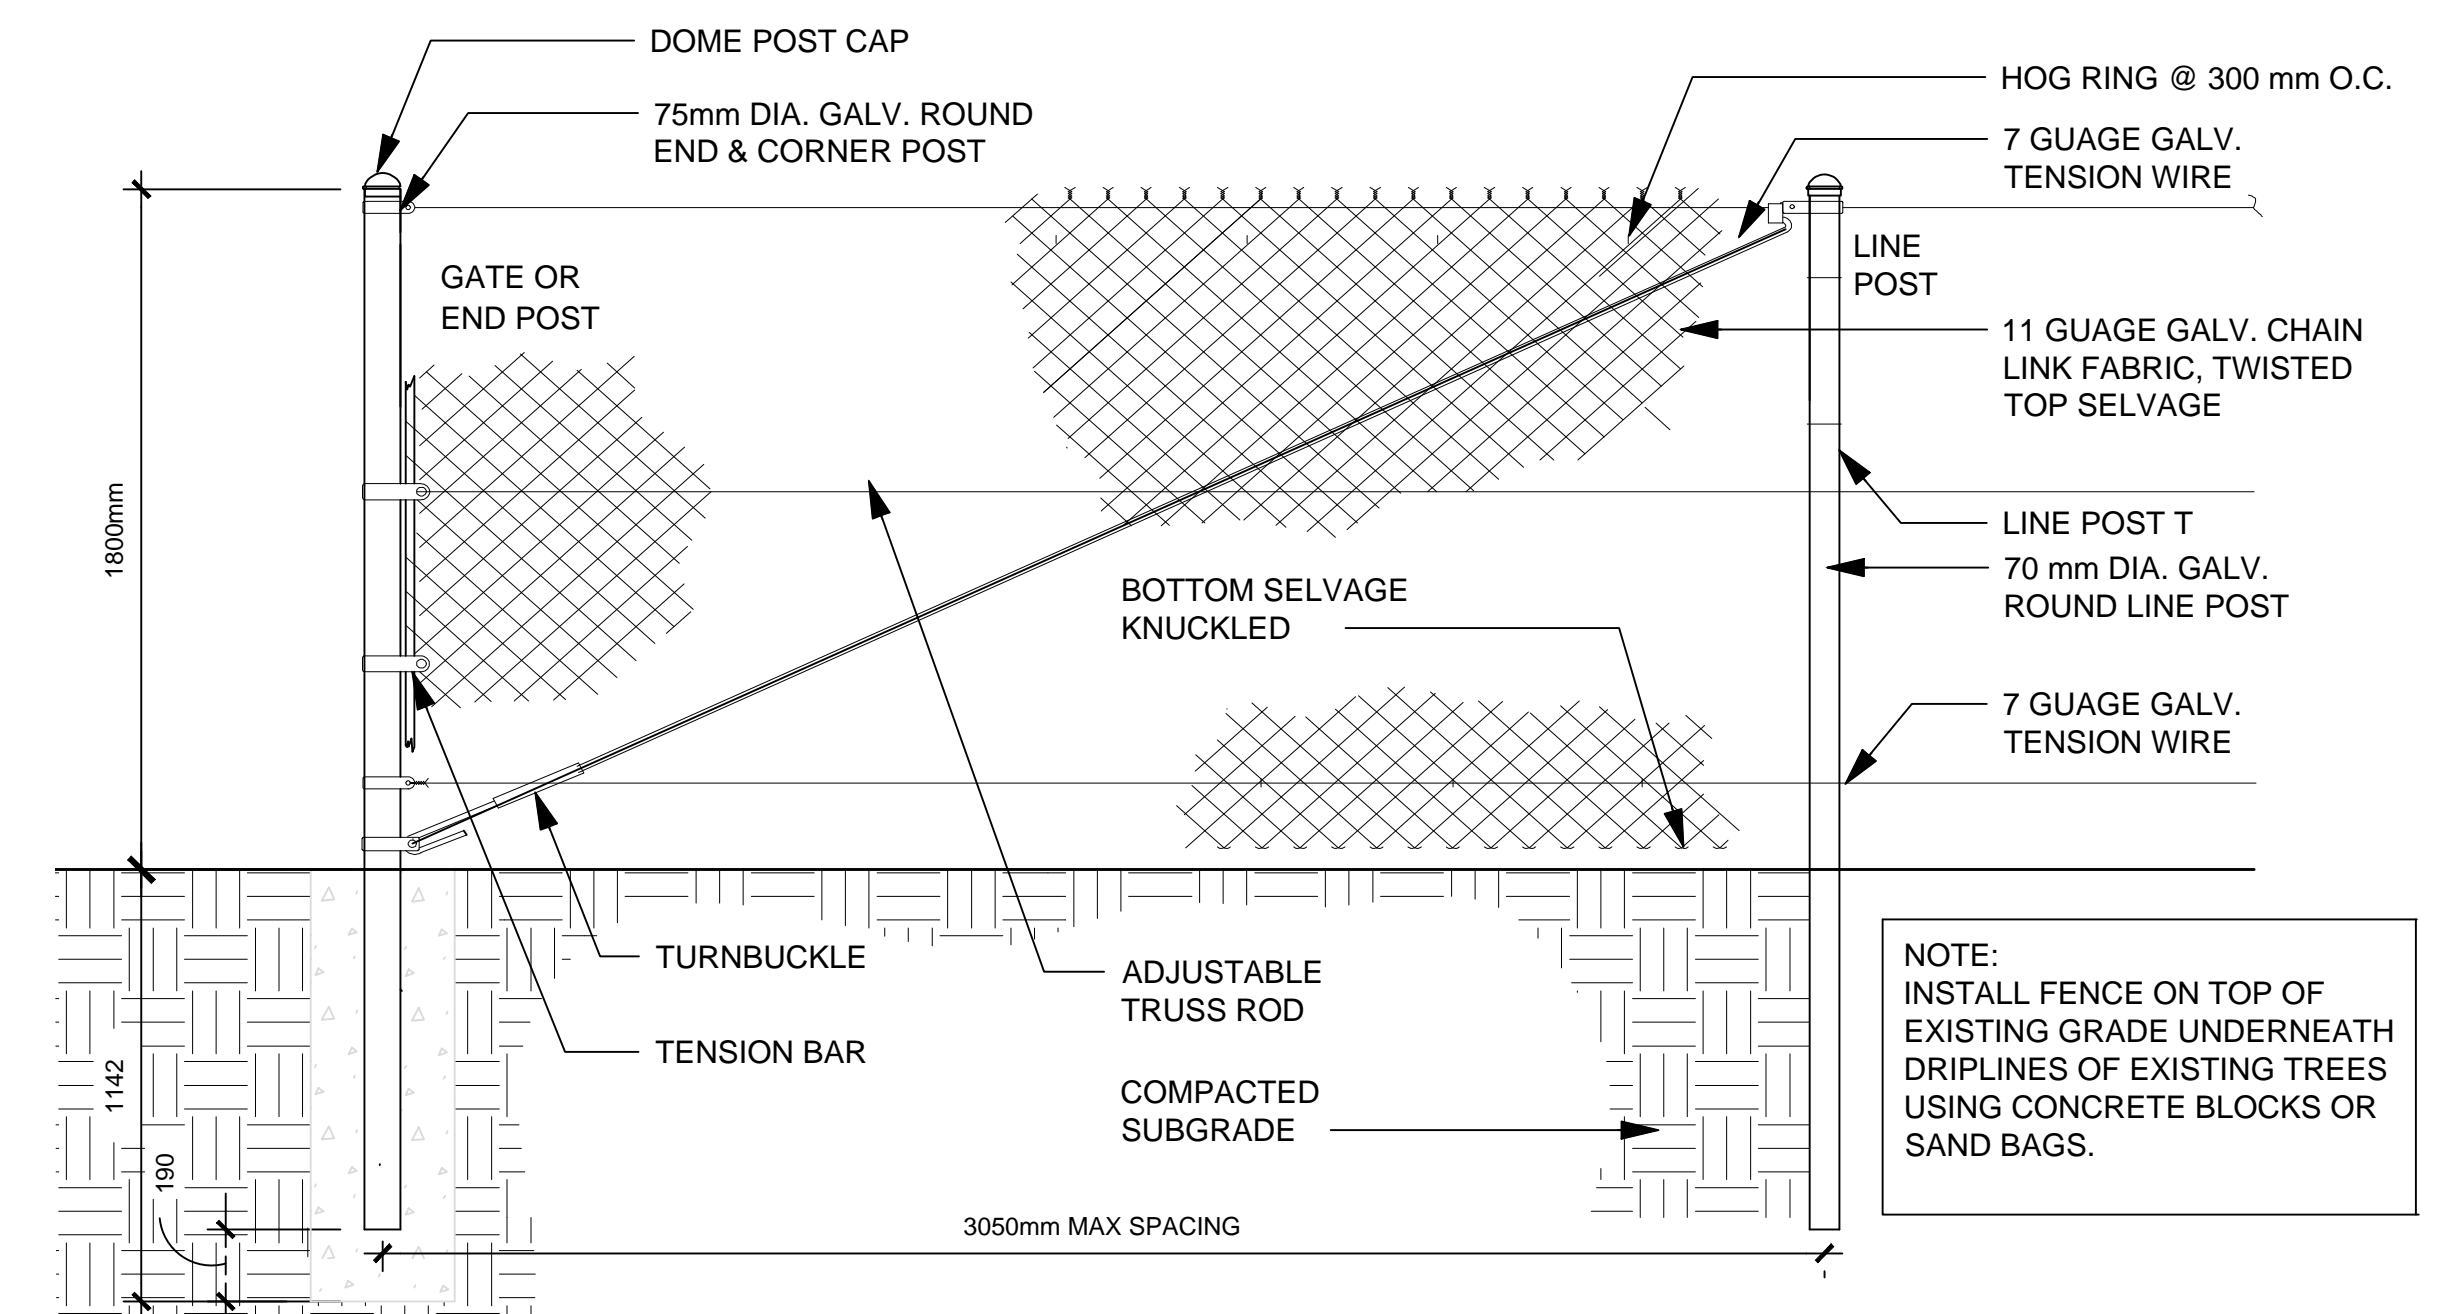 DOME POST CAP
75mm DIA. GALV. ROUND
END & CORNER POST
HOG RING @ 300 mm O.C.
7 GUAGE GALV.
TENSION WIRE
GATE OR
END POST
LINE
POST
11 GUAGE GALV. CHAIN
LINK FABRIC, TWISTED
TOP SELVAGE
1800mm
LINE POST T
70 mm DIA. GALV.
ROUND LINE POST
BOTTOM SELVAGE
KNUCKLED
7 GUAGE GALV.
TENSION WIRE
TURNBUCKLE
ADJUSTABLE
TRUSS ROD
TENSION BAR
COMPACTED
SUBGRADE
NOTE:
INSTALL FENCE ON TOP OF
EXISTING GRADE UNDERNEATH
DRIPLINES OF EXISTING TREES
USING CONCRETE BLOCKS OR
SAND BAGS.
1142
190
3050mm MAX SPACING